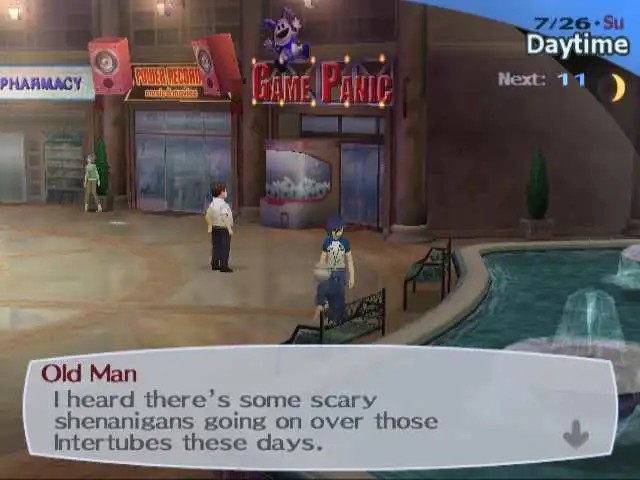 7/26・Su
Daytime
Next: 11
PHARMACY
POWER RECORDS
music & movies
GAME PANIC
Old Man
I heard there's some scary
shenanigans going on over those
Intertubes these days.